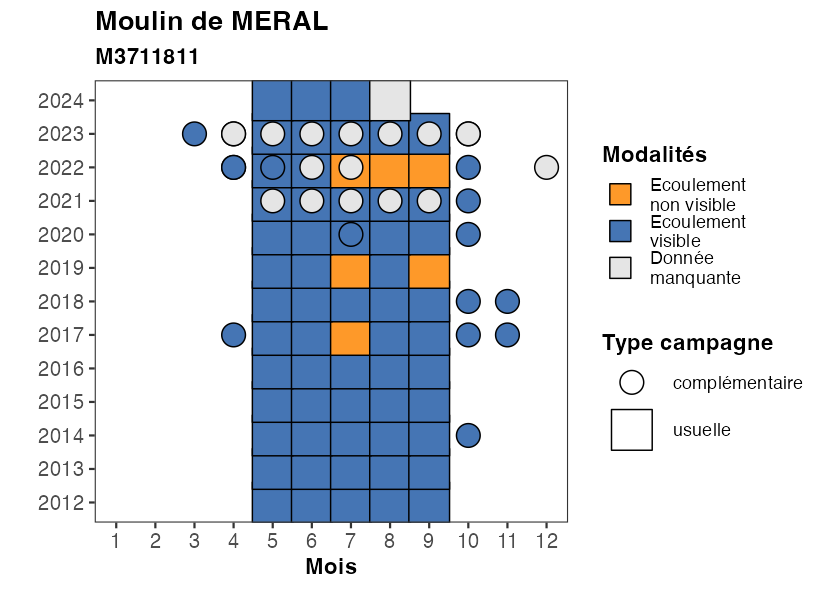 Moulin de MERAL
M3711811
2024
2023
2022
2021
2020
2019
2018
2017
2016
2015
2014
2013
2012
1 2 3 4 5 6 7 8 9 10 11 12
Mois
Modalités
Ecoulement
non visible
Ecoulement
visible
Donnée
manquante
Type campagne
complémentaire
usuelle